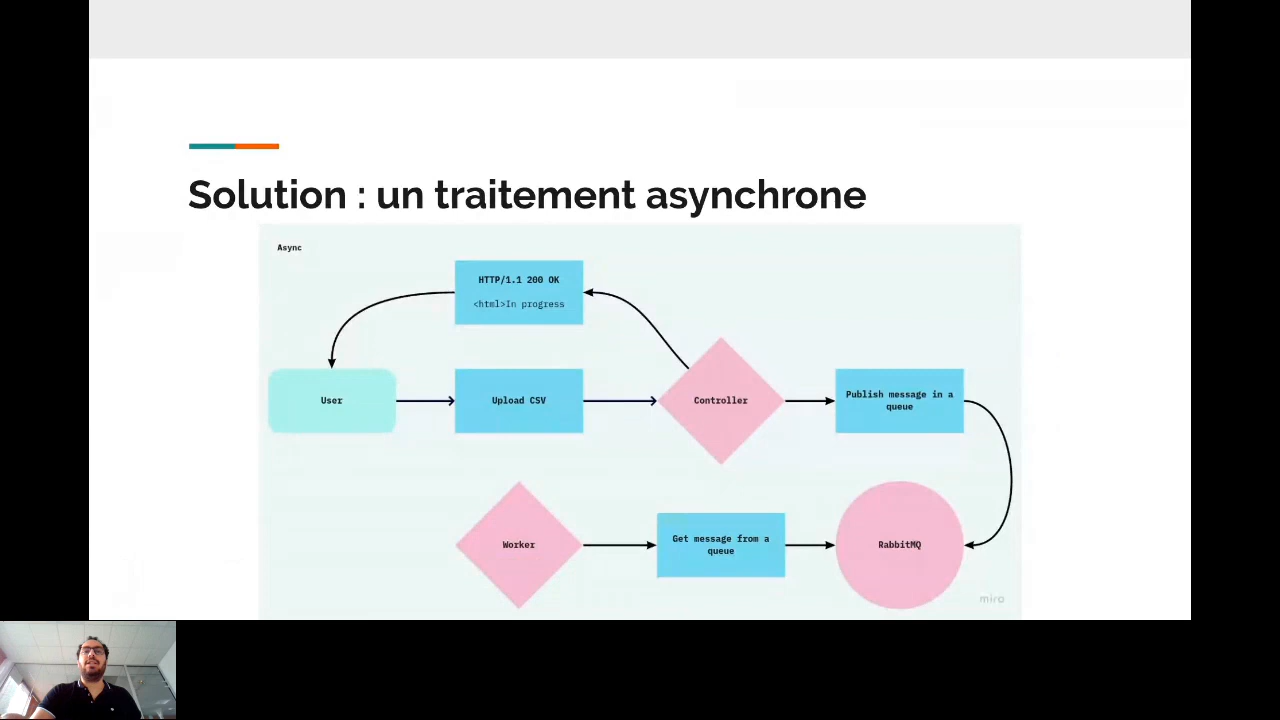 Solution : un traitement asynchrone
Async
HTTP/1.1 200 OK
<html>In progress
User
Upload CSV
Controller
Publish message in a
queue
Worker
Get message from a
queue
RabbitMQ
miro